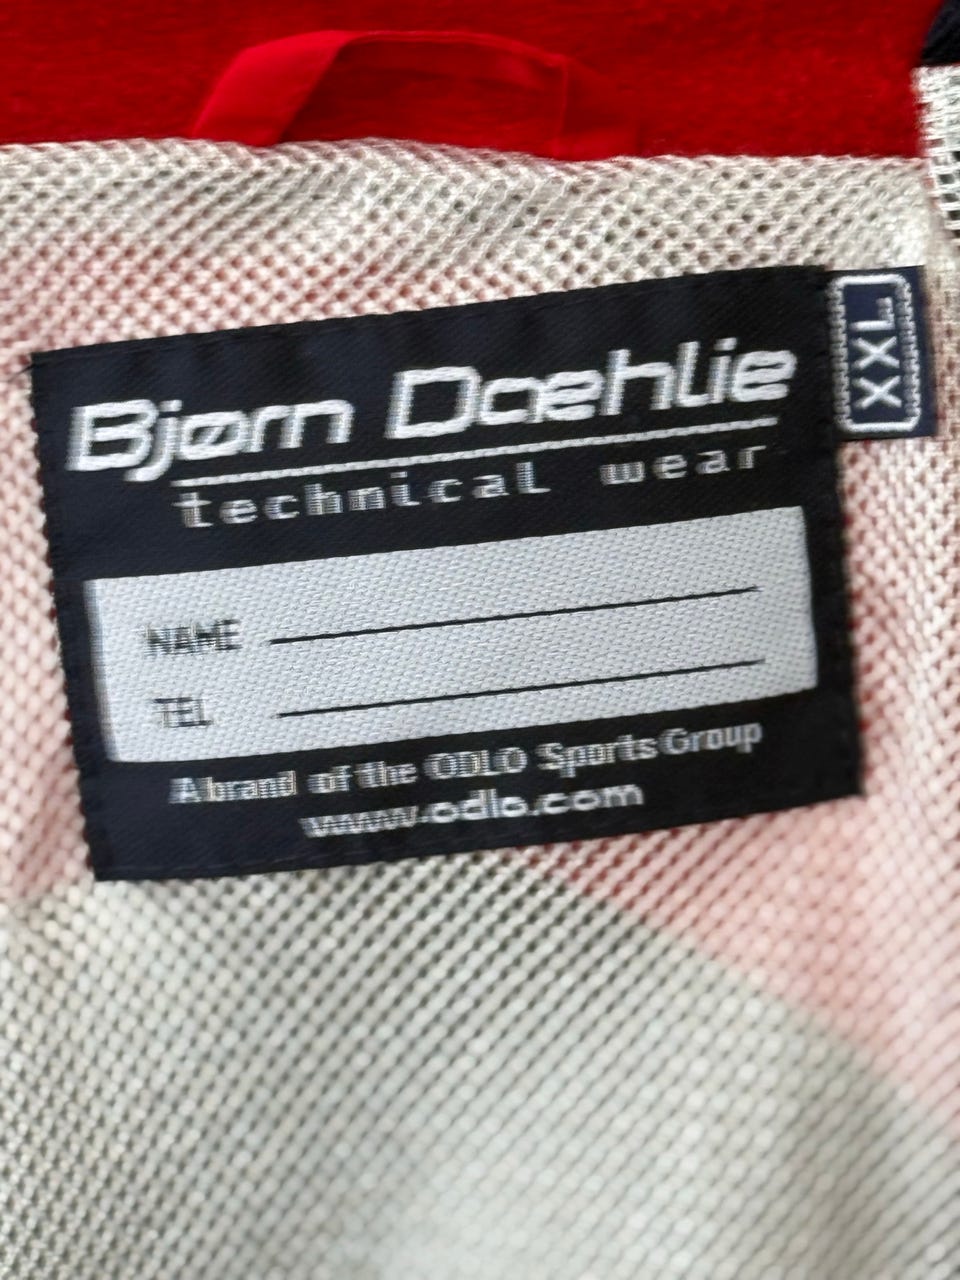 Bjørn Dæhlie
technical wear
XXL
NAME
TEL
A brand of the ODLO Sports Group
www.odlo.com